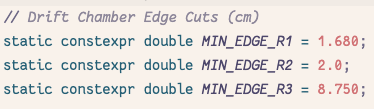 // Drift Chamber Edge Cuts (cm)
static constexpr double MIN_EDGE_R1 = 1.680;
static constexpr double MIN_EDGE_R2 = 2.0;
static constexpr double MIN_EDGE_R3 = 8.750;